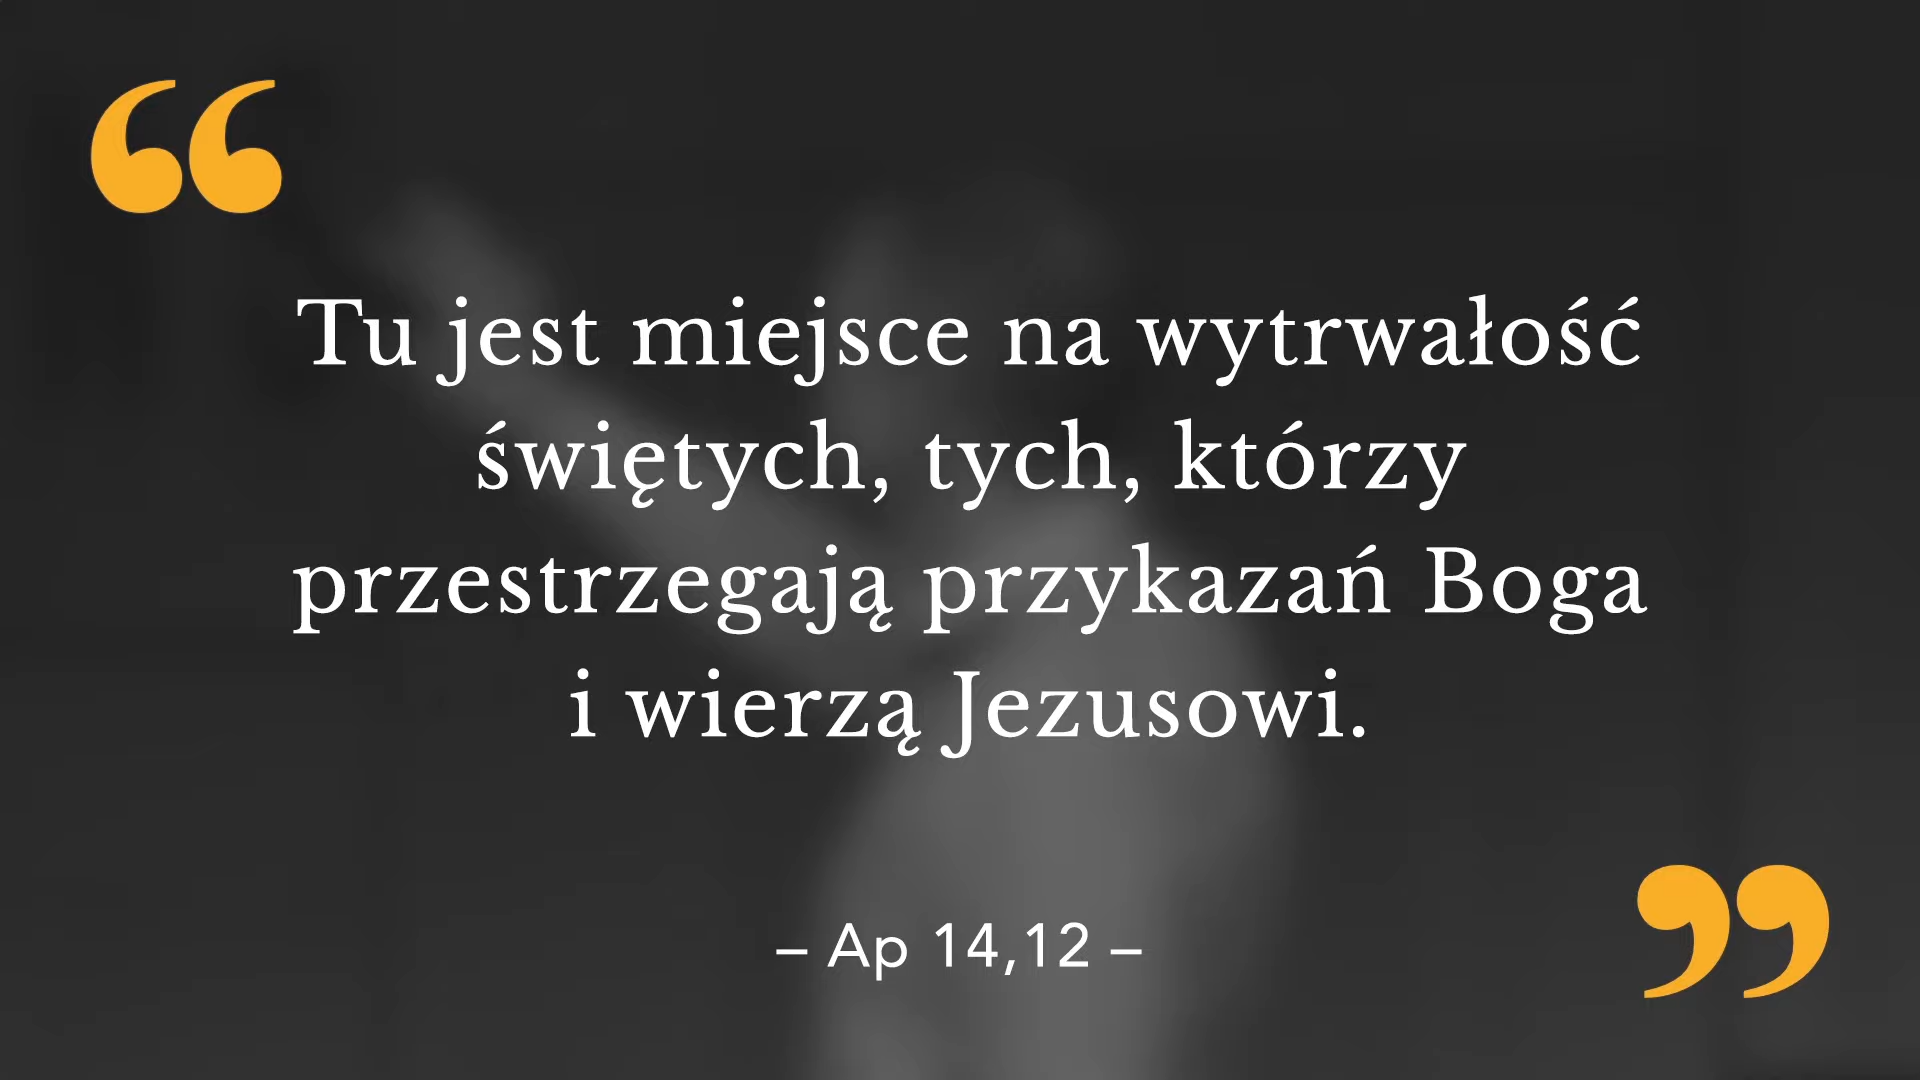 “
Tu jest miejsce na wytrwałość
świętych, tych, którzy
przestrzegają przykazań Boga
i wierzą Jezusowi.
– Ap 14,12 –
”